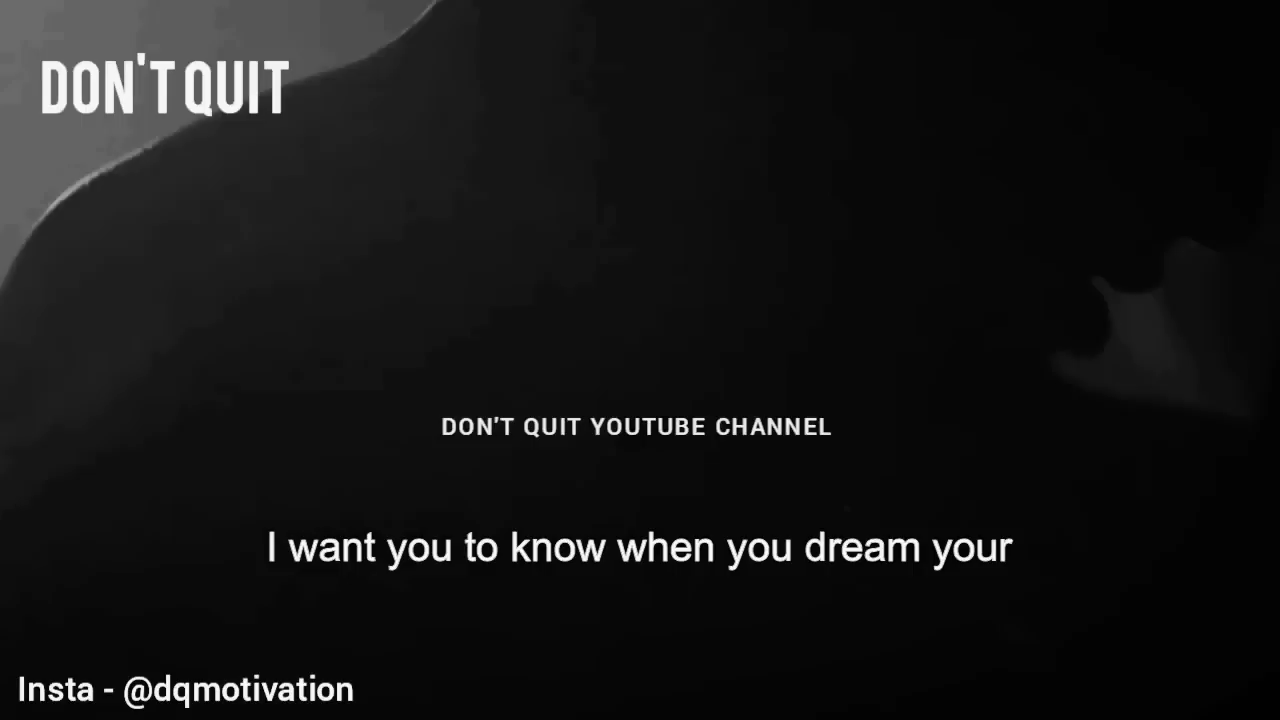 DON'T QUIT
DON'T QUIT YOUTUBE CHANNEL
I want you to know when you dream your
Insta - @dqmotivation